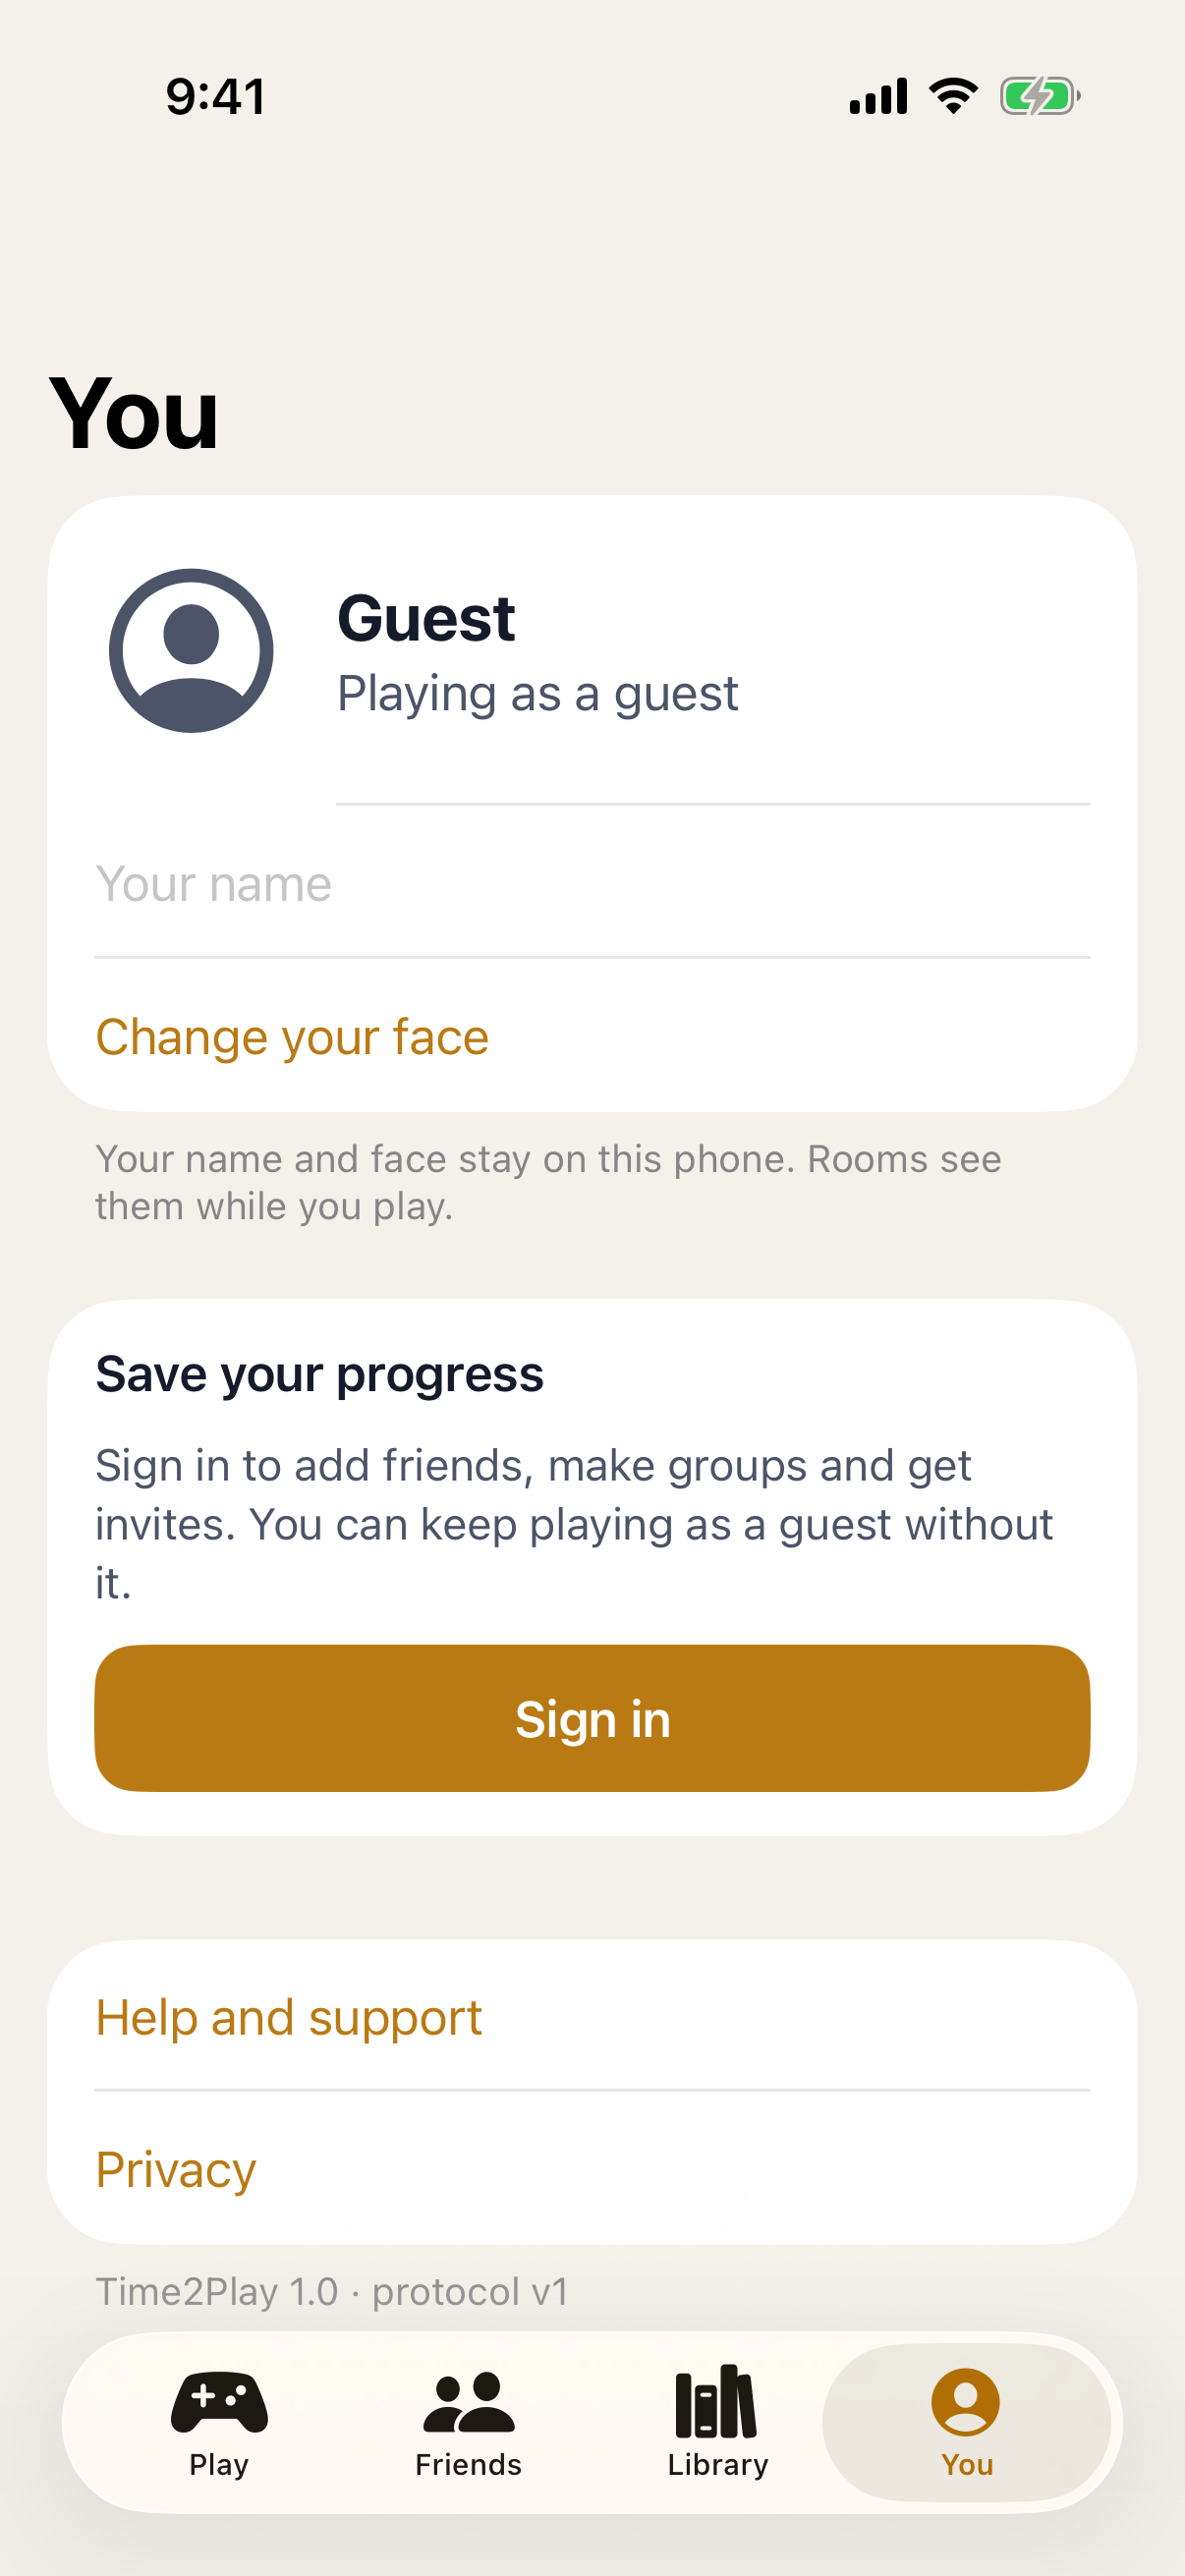 9:41
You
Guest
Playing as a guest
Your name
Change your face
Your name and face stay on this phone. Rooms see
them while you play.
Save your progress
Sign in to add friends, make groups and get
invites. You can keep playing as a guest without
it.
Sign in
Help and support
Privacy
Time2Play 1.0 · protocol v1
Play
Friends
Library
You